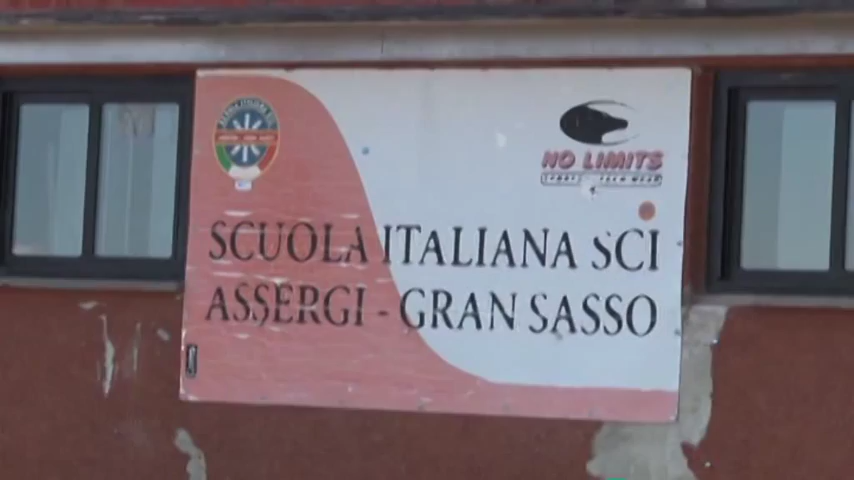 NO LIMITS
SCUOLA ITALIANA SCI
ASSERGI - GRAN SASSO